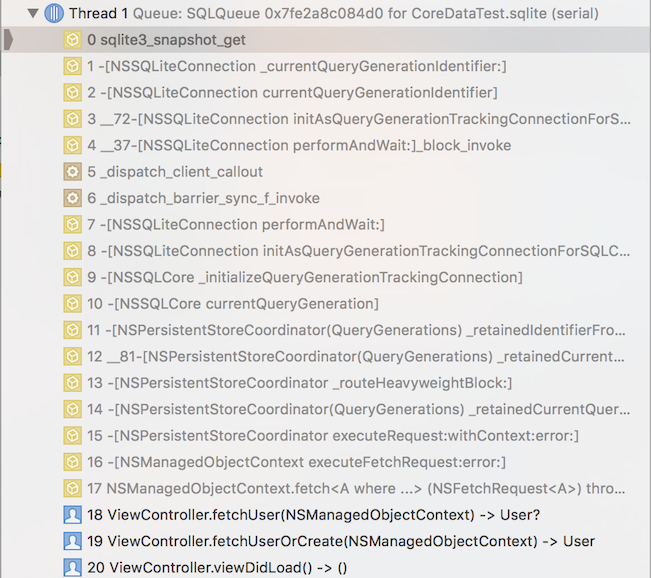 Thread 1 Queue: SQLQueue 0x7fe2a8c084d0 for CoreDataTest.sqlite (serial)
0 sqlite3_snapshot_get
1 -[NSSQLiteConnection _currentQueryGenerationIdentifier:]
2 -[NSSQLiteConnection currentQueryGenerationIdentifier]
3 __72-[NSSQLiteConnection initAsQueryGenerationTrackingConnectionForS...
4 __37-[NSSQLiteConnection performAndWait:]_block_invoke
5 _dispatch_client_callout
6 _dispatch_barrier_sync_f_invoke
7 -[NSSQLiteConnection performAndWait:]
8 -[NSSQLiteConnection initAsQueryGenerationTrackingConnectionForSQLC...
9 -[NSSQLCore _initializeQueryGenerationTrackingConnection]
10 -[NSSQLCore currentQueryGeneration]
11 -[NSPersistentStoreCoordinator(QueryGenerations) _retainedIdentifierFro...
12 __81-[NSPersistentStoreCoordinator(QueryGenerations) _retainedCurrent...
13 -[NSPersistentStoreCoordinator _routeHeavyweightBlock:]
14 -[NSPersistentStoreCoordinator(QueryGenerations) _retainedCurrentQuer...
15 -[NSPersistentStoreCoordinator executeRequest:withContext:error:]
16 -[NSManagedObjectContext executeFetchRequest:error:]
17 NSManagedObjectContext.fetch<A where ...> (NSFetchRequest<A>) thro...
18 ViewController.fetchUser(NSManagedObjectContext) -> User?
19 ViewController.fetchUserOrCreate(NSManagedObjectContext) -> User
20 ViewController.viewDidLoad() -> ()